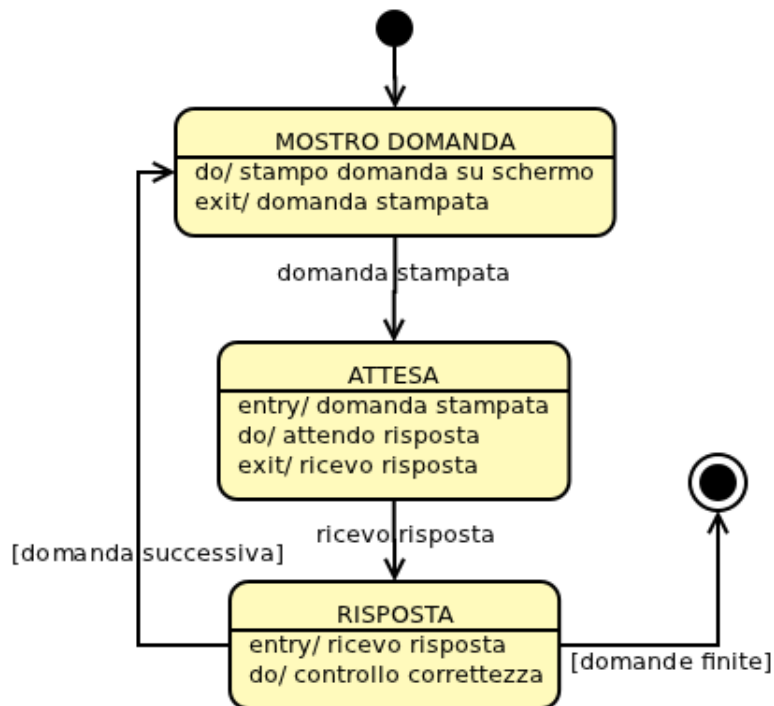 MOSTRO DOMANDA
do/ stampo domanda su schermo
exit/ domanda stampata
domanda stampata
ATTESA
entry/ domanda stampata
do/ attendo risposta
exit/ ricevo risposta
ricevo risposta
[domanda successiva]
RISPOSTA
entry/ ricevo risposta
do/ controllo correttezza
[domande finite]